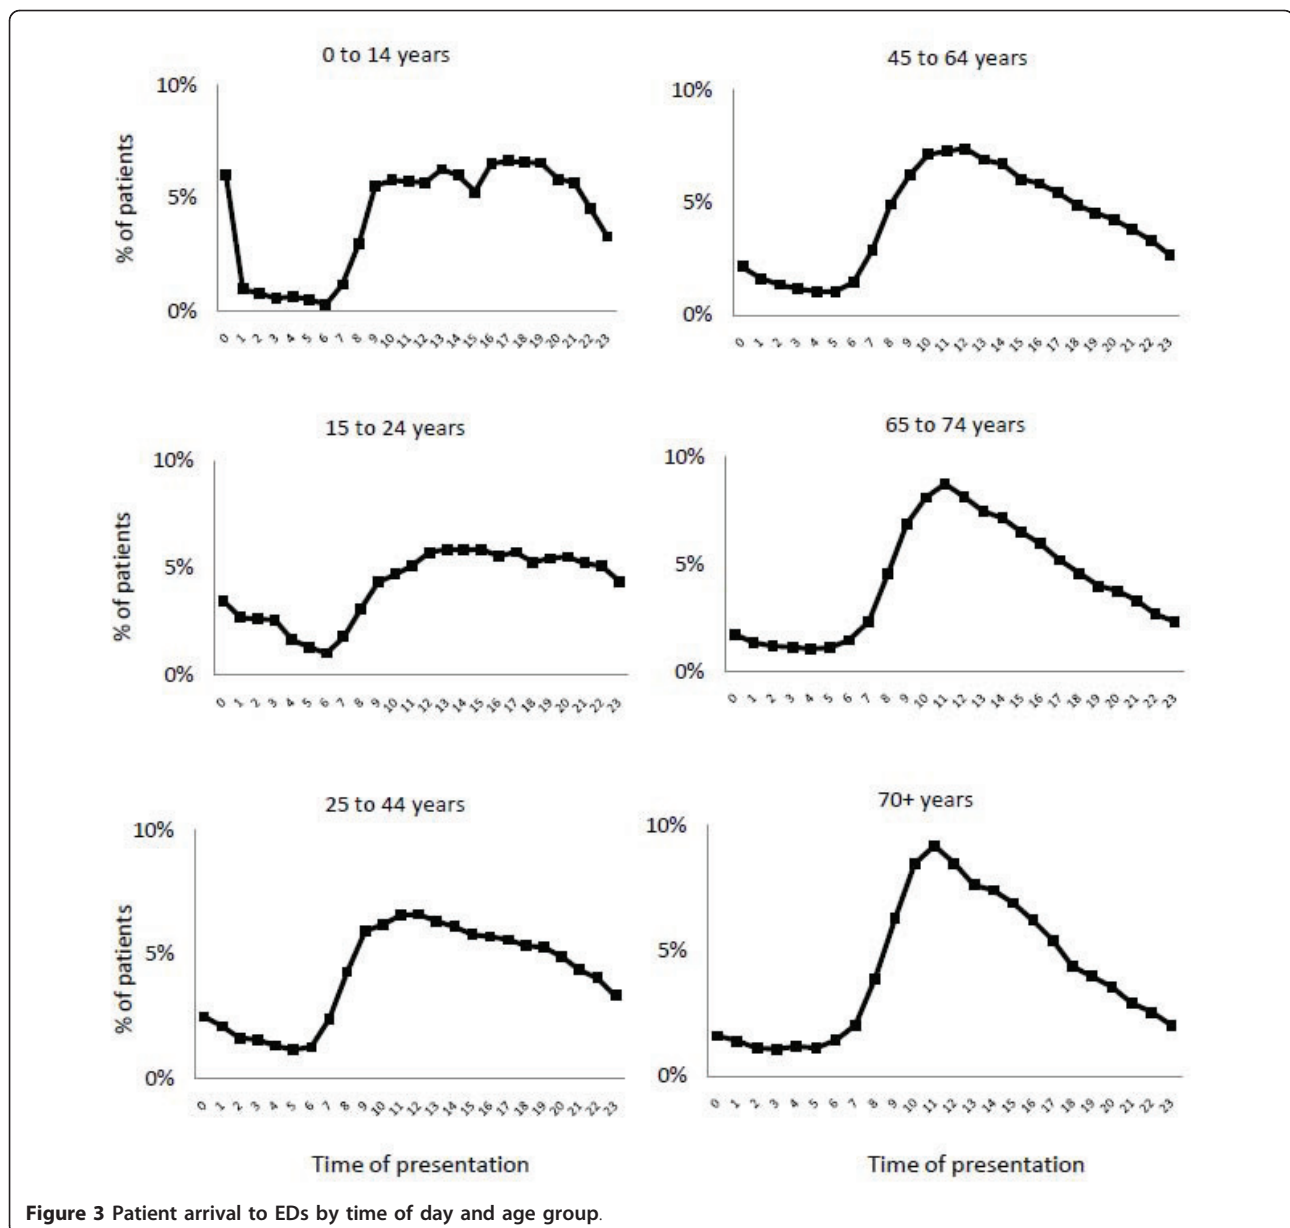 0 to 14 years
10%
5%
0%
% of patients
0 1 2 3 4 5 6 7 8 9 10 11 12 13 14 15 16 17 18 19 20 21 22 23
45 to 64 years
10%
5%
0%
0 1 2 3 4 5 6 7 8 9 10 11 12 13 14 15 16 17 18 19 20 21 22 23
15 to 24 years
10%
5%
0%
% of patients
0 1 2 3 4 5 6 7 8 9 10 11 12 13 14 15 16 17 18 19 20 21 22 23
65 to 74 years
10%
5%
0%
0 1 2 3 4 5 6 7 8 9 10 11 12 13 14 15 16 17 18 19 20 21 22 23
25 to 44 years
10%
5%
0%
% of patients
0 1 2 3 4 5 6 7 8 9 10 11 12 13 14 15 16 17 18 19 20 21 22 23
Time of presentation
70+ years
10%
5%
0%
0 1 2 3 4 5 6 7 8 9 10 11 12 13 14 15 16 17 18 19 20 21 22 23
Time of presentation
Figure 3 Patient arrival to EDs by time of day and age group.